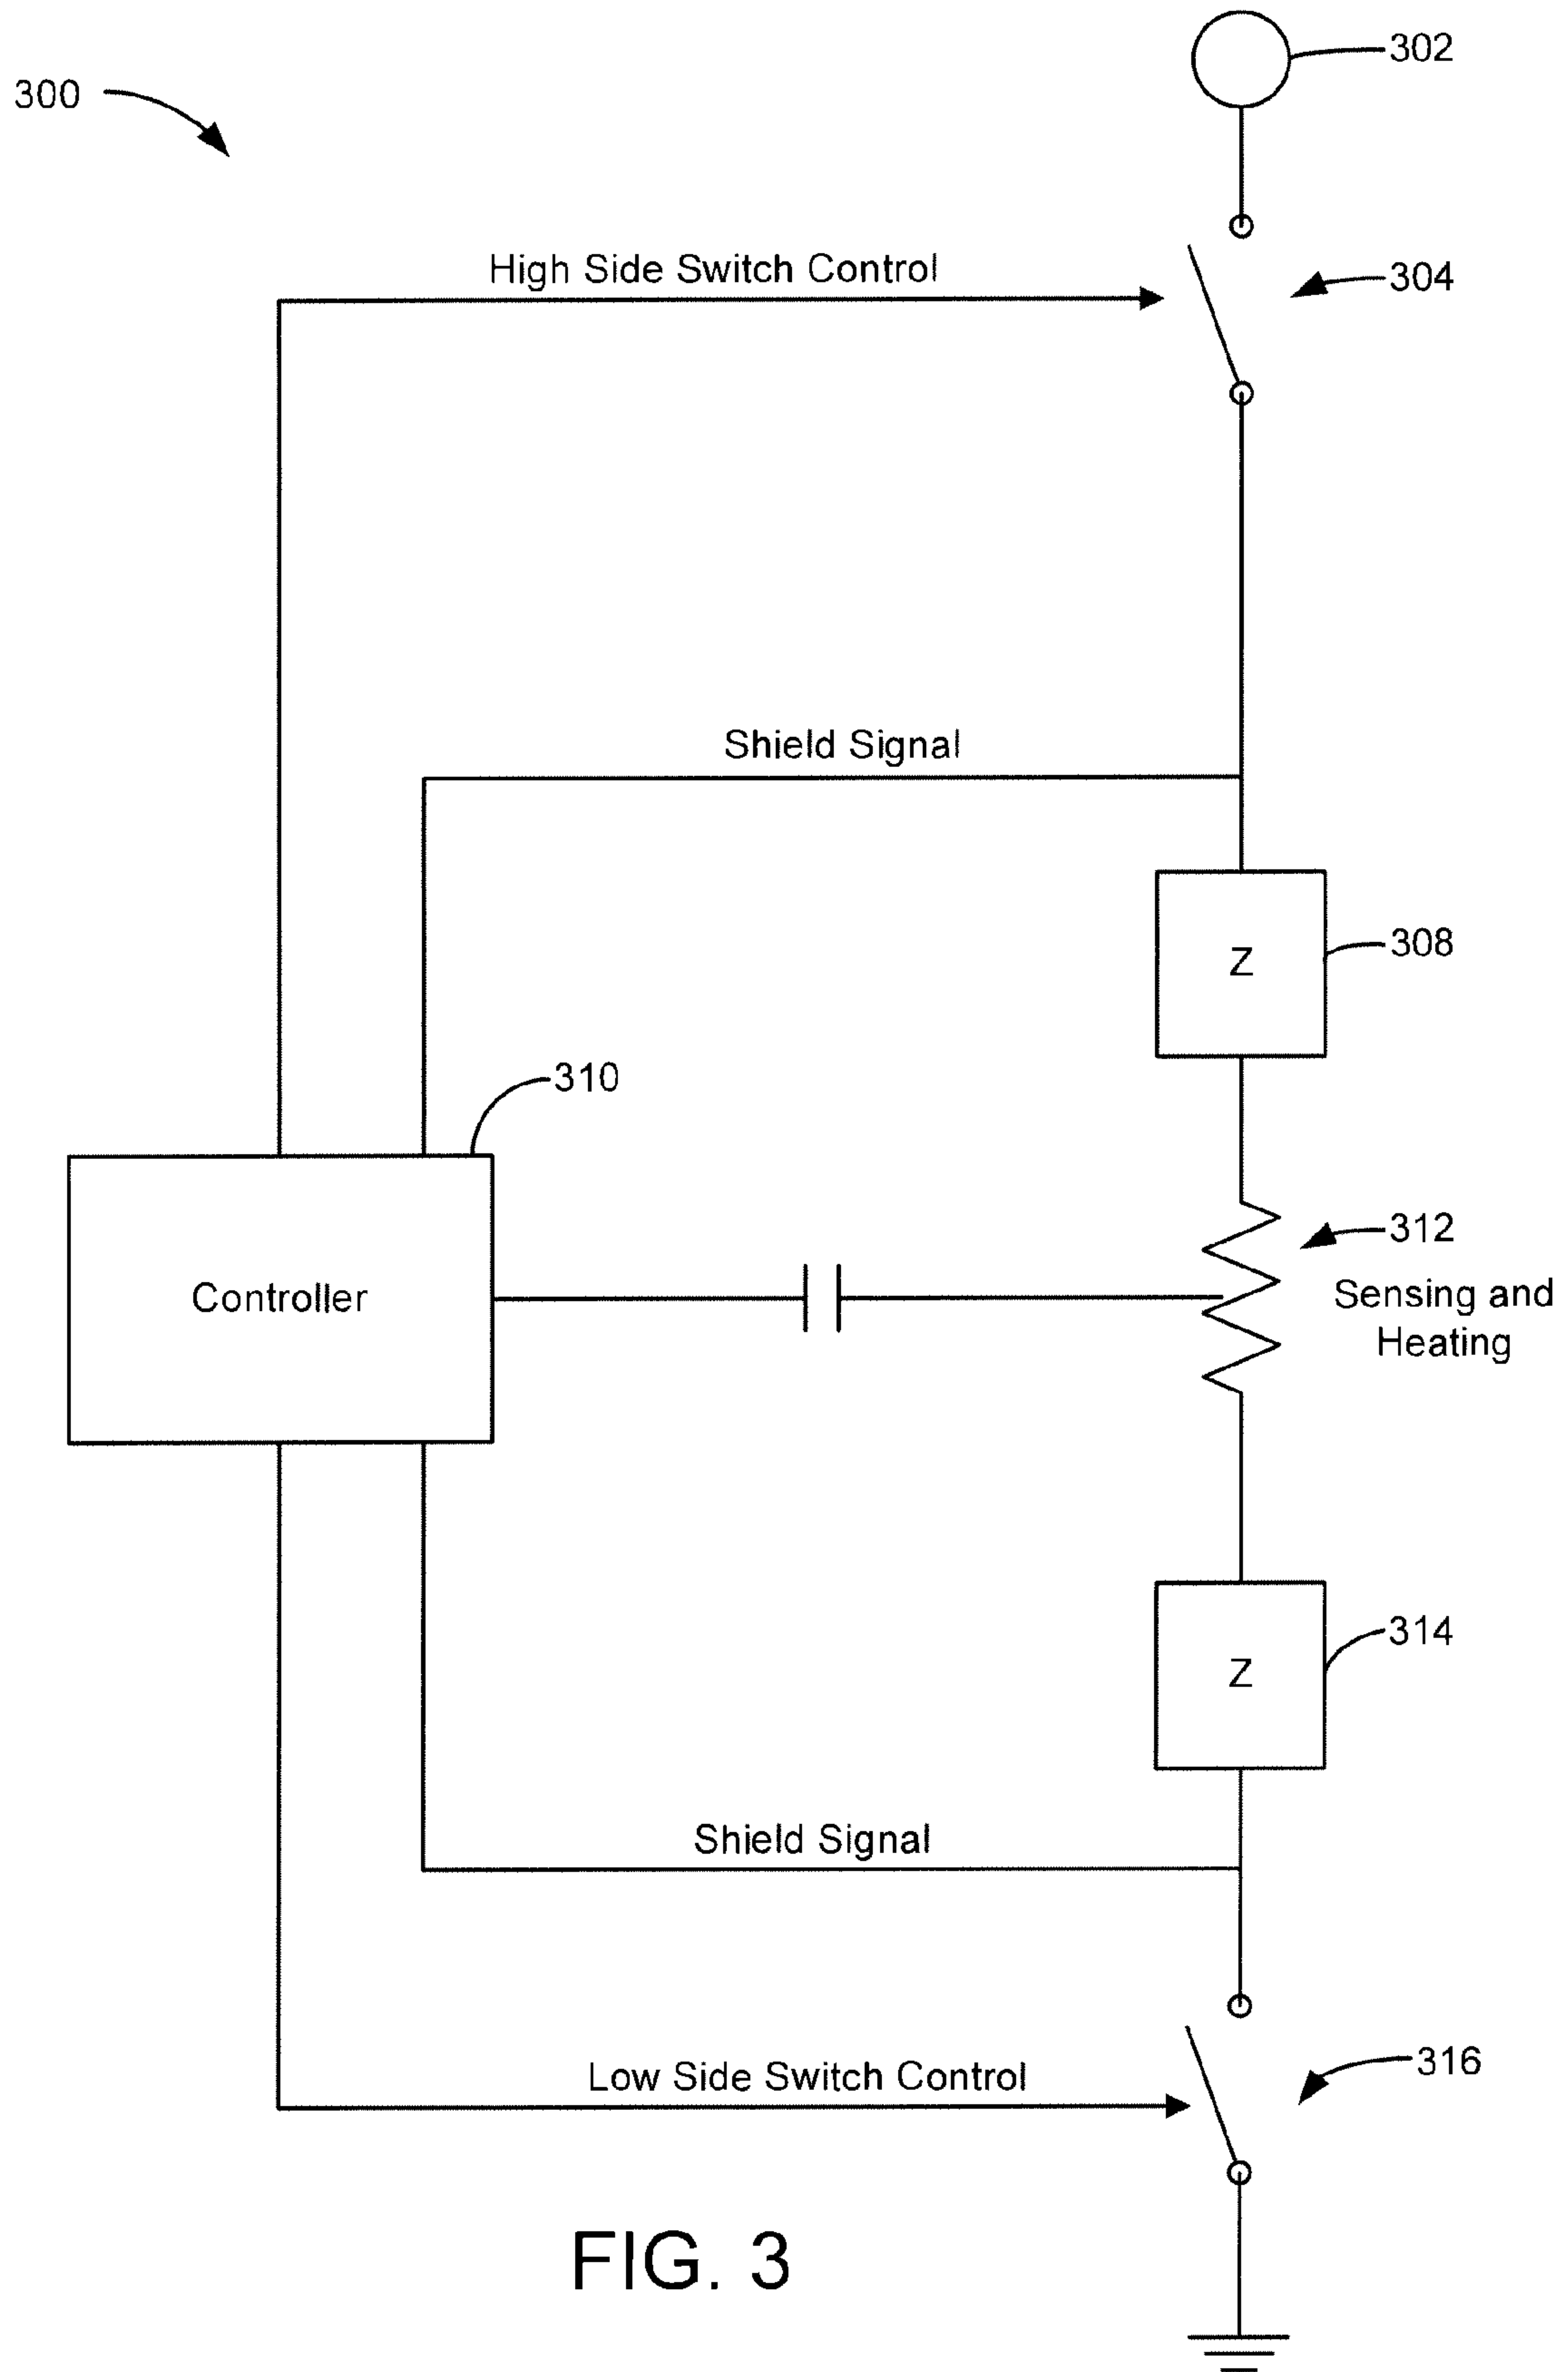 302
300
High Side Switch Control
304
Shield Signal
Z
308
310
Controller
312
Sensing and
Heating
Z
314
Shield Signal
Low Side Switch Control
316
FIG. 3